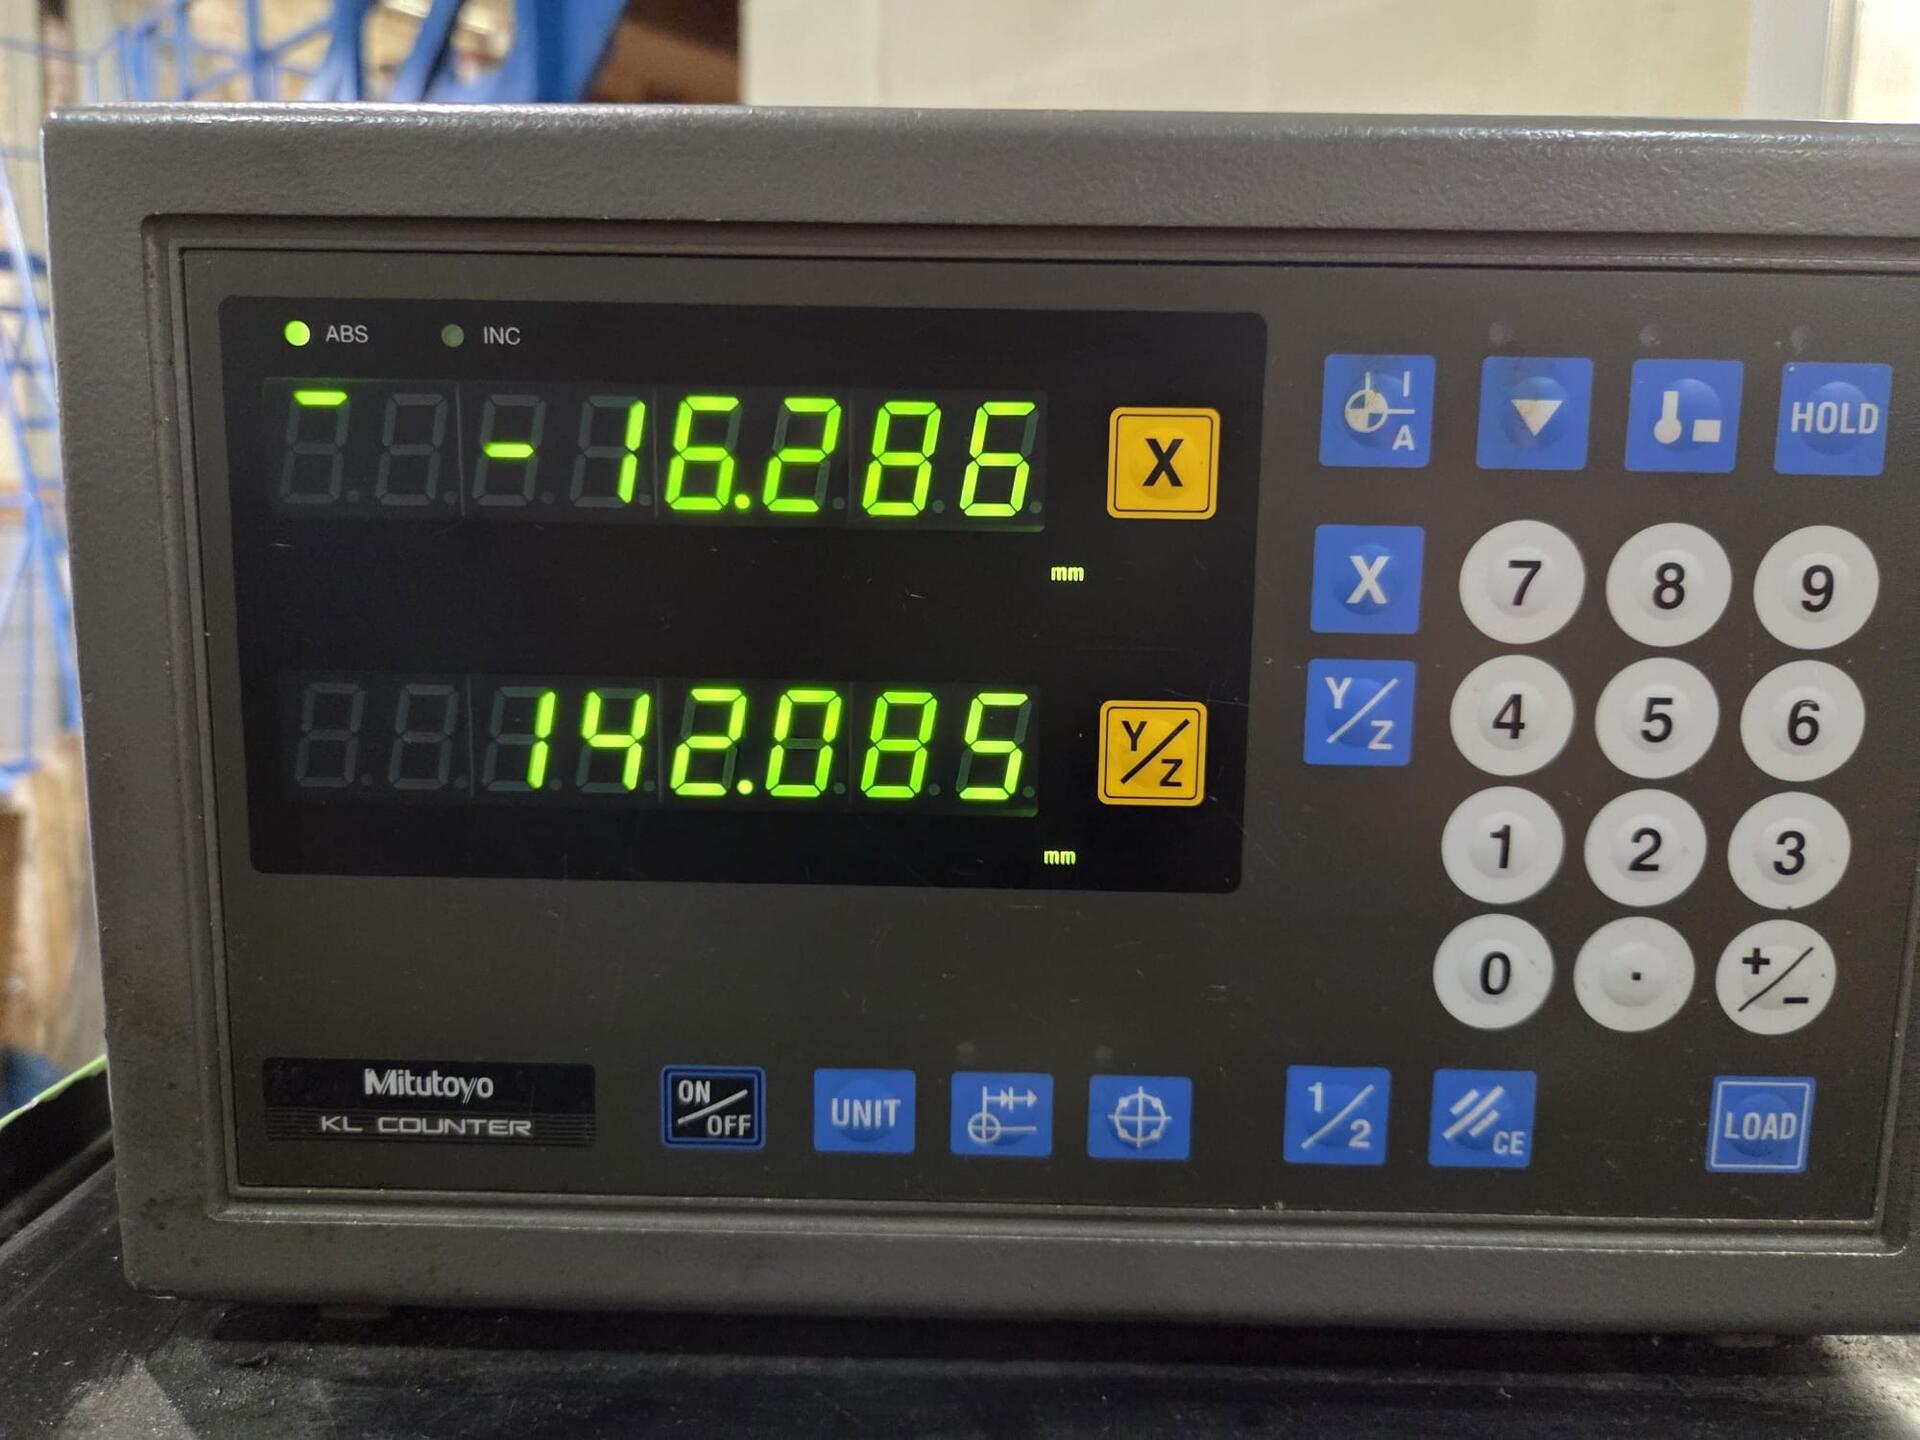 ABS INC
-16.286 X
mm
142.085 Y/Z
mm
A HOLD
X 7 8 9
Y/Z 4 5 6
1 2 3
0 . +/-
Mitutoyo
KL COUNTER
ON/OFF UNIT 1/2 CE LOAD